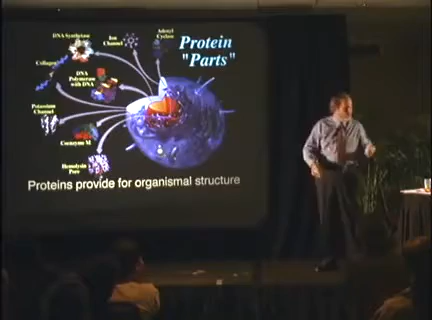 DNA Synthetase
Ion
Channel
Adenyl
Cyclase
Protein
"Parts"
Collagen
DNA
Polymerase
with DNA
Potassium
Channel
Coenzyme M
Hemolysin
Pore
Proteins provide for organismal structure